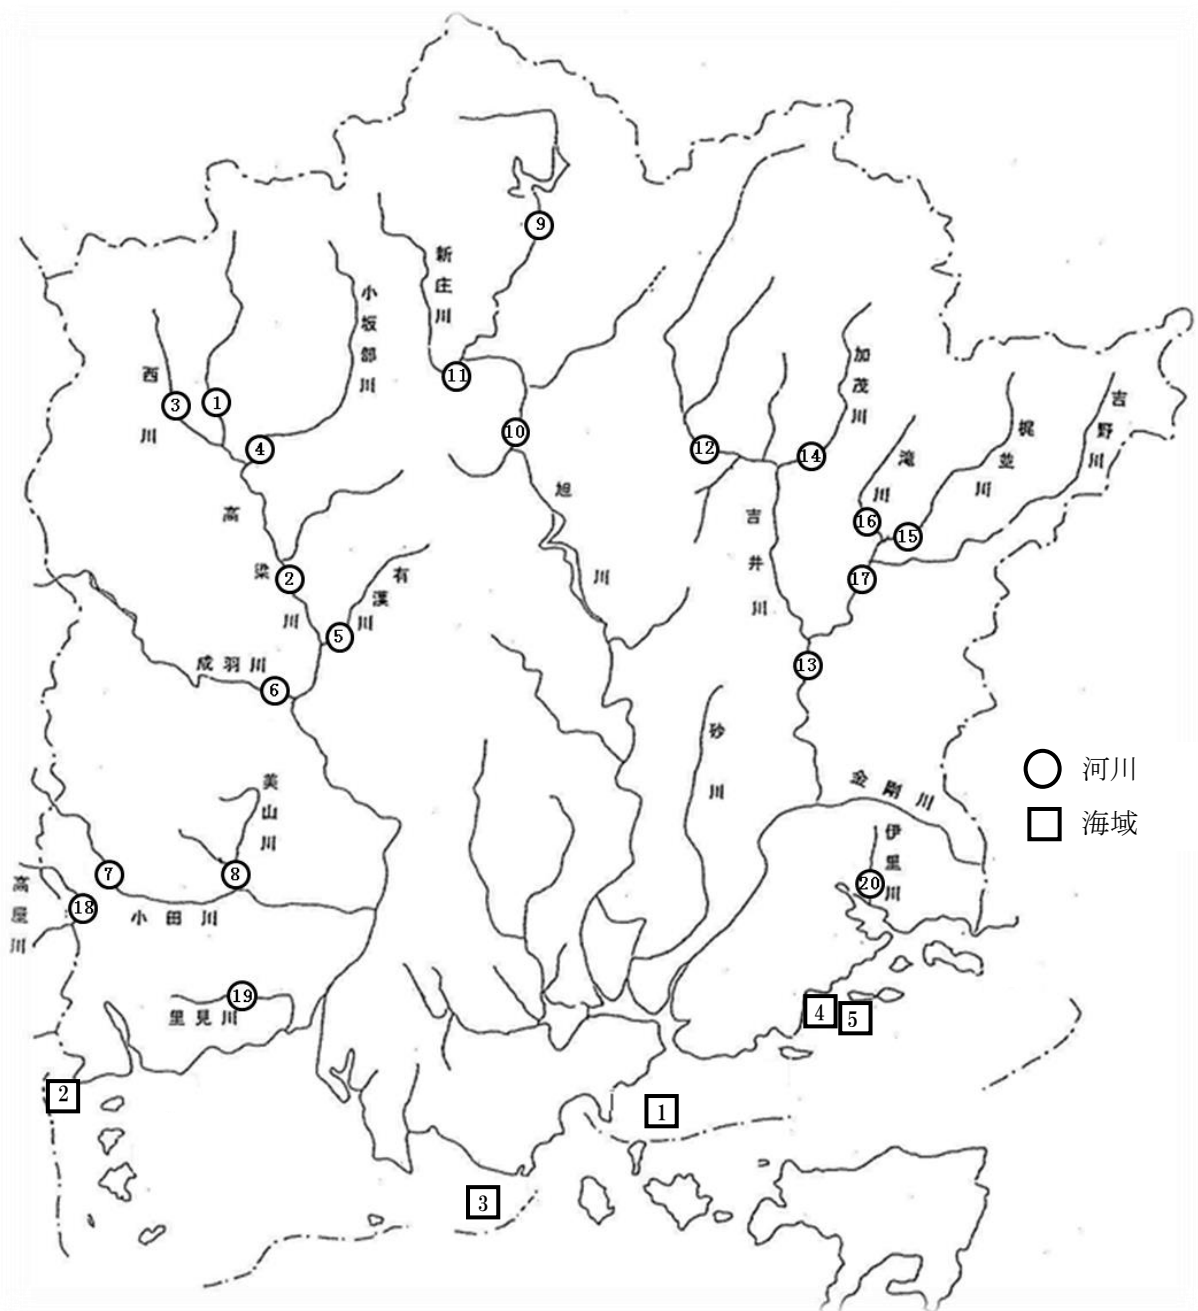 9
新庄川
小坂部川
西川
3
1
4
11
10
加茂川
12
14
吉野川
梶並川
滝川
16
15
17
旭川
吉井川
高梁川
2
有漢川
5
成羽川
6
13
砂川
金剛川
伊里川
20
美山川
7
8
小田川
高屋川
18
19
里見川
4
5
2
1
3
○ 河川
□ 海域